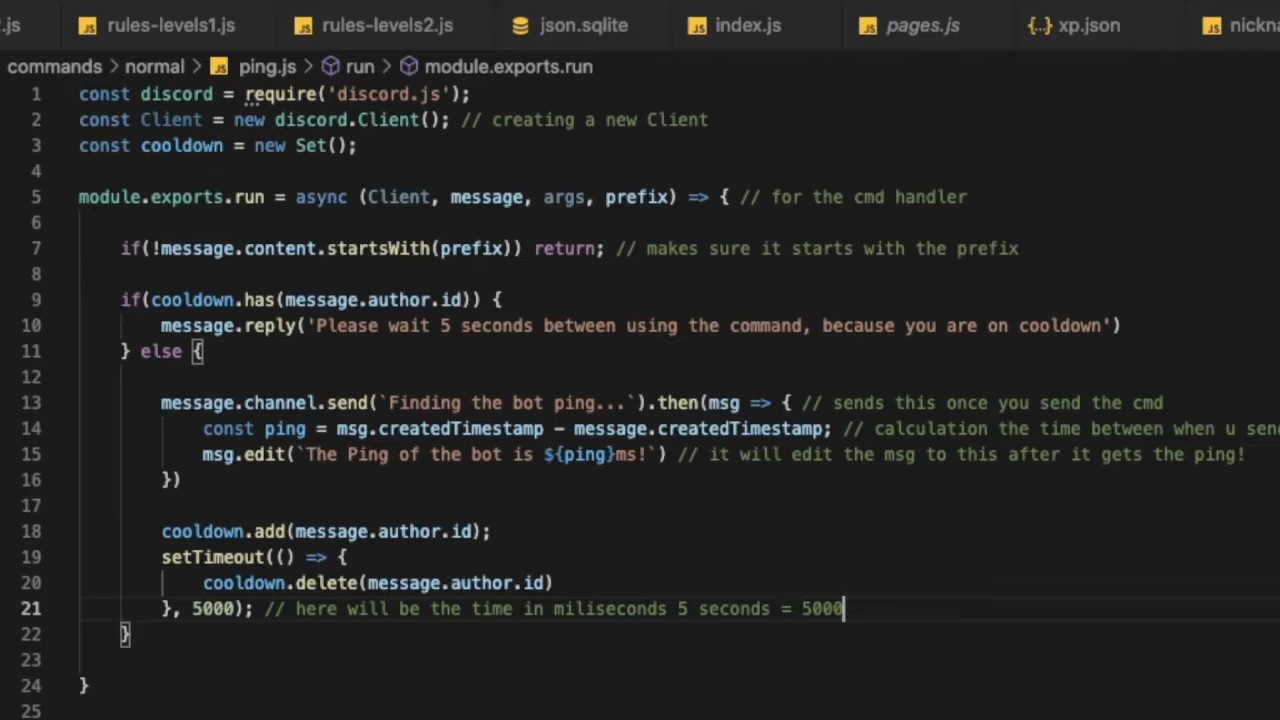 .js rules-levels1.js rules-levels2.js json.sqlite index.js pages.js {..} xp.json
commands > normal > ping.js > run > module.exports.run
1 const discord = require('discord.js');
2 const Client = new discord.Client(); // creating a new Client
3 const cooldown = new Set();
4
5 module.exports.run = async (Client, message, args, prefix) => { // for the cmd handler
6
7 if(!message.content.startsWith(prefix)) return; // makes sure it starts with the prefix
8
9 if(cooldown.has(message.author.id)) {
10 message.reply('Please wait 5 seconds between using the command, because you are on cooldown')
11 } else {
12
13 message.channel.send(`Finding the bot ping...`).then(msg => { // sends this once you send the cmd
14 const ping = msg.createdTimestamp - message.createdTimestamp; // calculation the time between when u
15 msg.edit(`The Ping of the bot is ${ping}ms!`) // it will edit the msg to this after it gets the ping!
16 })
17
18 cooldown.add(message.author.id);
19 setTimeout(() => {
20 cooldown.delete(message.author.id)
21 }, 5000); // here will be the time in miliseconds 5 seconds = 5000
22 }
23
24 }
25